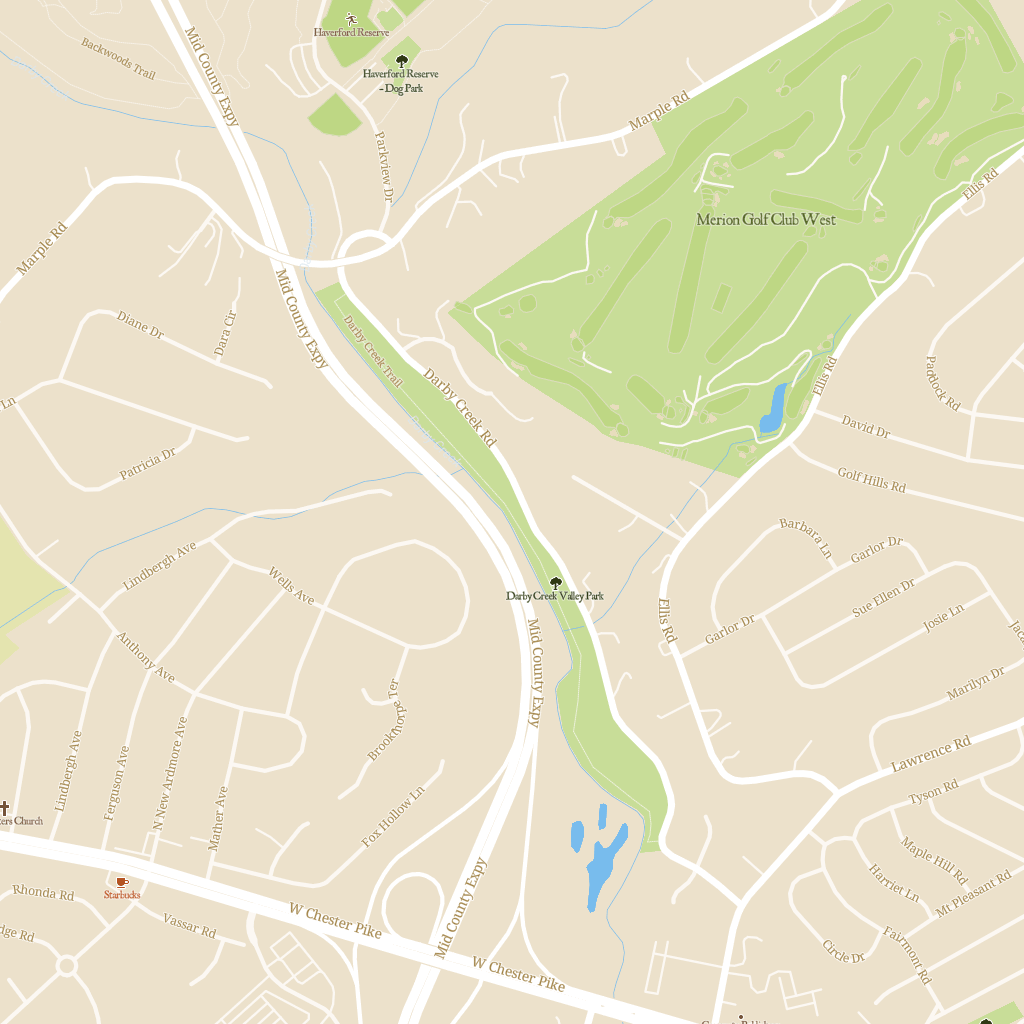 Haverford Reserve
Backwoods Trail
Mid County Expy
Haverford Reserve
- Dog Park
Marple Rd
Parkview Dr
Ellis Rd
Merion Golf Club West
Marple Rd
Mid County Expy
Diane Dr
Dara Cir
Darby Creek Trail
Ellis Rd
Paddock Rd
Darby Creek Rd
Ln
David Dr
Patricia Dr
Golf Hills Rd
Barbara Ln
Garlor Dr
Lindbergh Ave
Wells Ave
Darby Creek Valley Park
Sue Ellen Dr
Ellis Rd
Josie Ln
Garlor Dr
Anthony Ave
Mid County Expy
Marilyn Dr
Brookthorpe Ter
Lawrence Rd
Lindbergh Ave
Ferguson Ave
N New Ardmore Ave
Tyson Rd
Mather Ave
Fox Hollow Ln
ters Church
Maple Hill Rd
Harriet Ln
Mt Pleasant Rd
Starbucks
Rhonda Rd
Mid County Expy
W Chester Pike
Vassar Rd
dge Rd
Circle Dr
Fairmont Rd
W Chester Pike